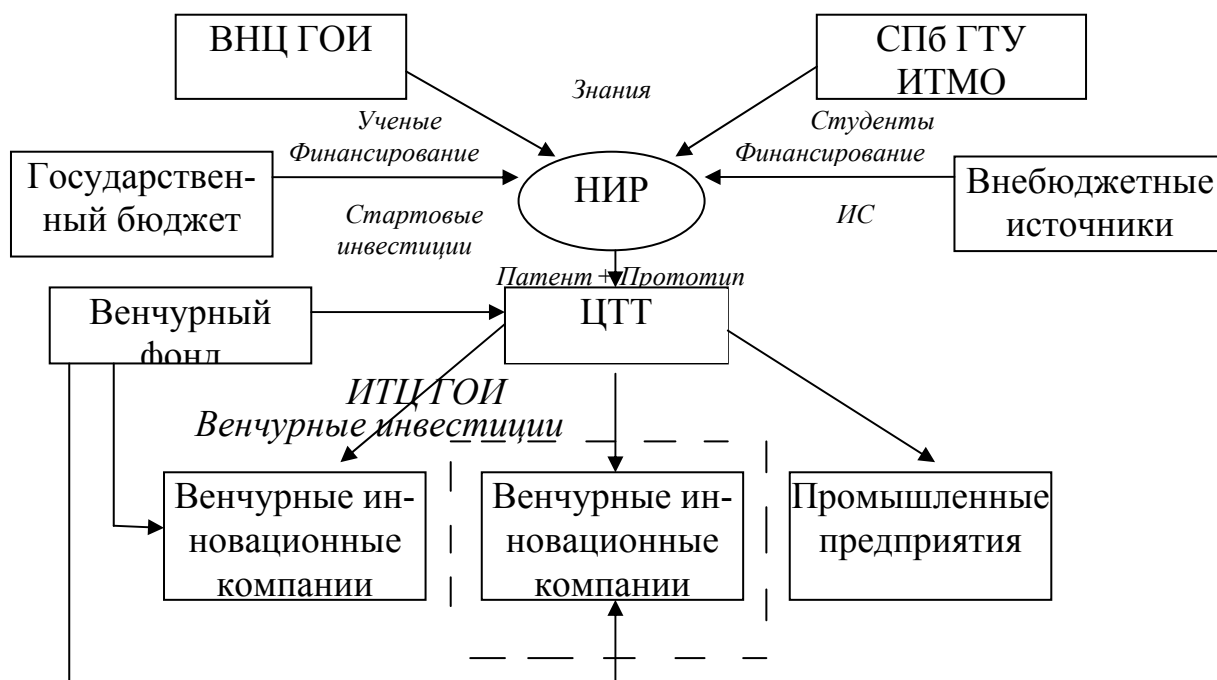 ВНЦ ГОИ
СПб ГТУ
ИТМО
Знания
Ученые
Финансирование
Студенты
Финансирование
Государствен-
ный бюджет
НИР
Внебюджетные
источники
Стартовые
инвестиции
ИС
Патент + Прототип
Венчурный
фонд
ЦТТ
ИТЦ ГОИ
Венчурные инвестиции
Венчурные ин-
новационные
компании
Венчурные ин-
новационные
компании
Промышленные
предприятия